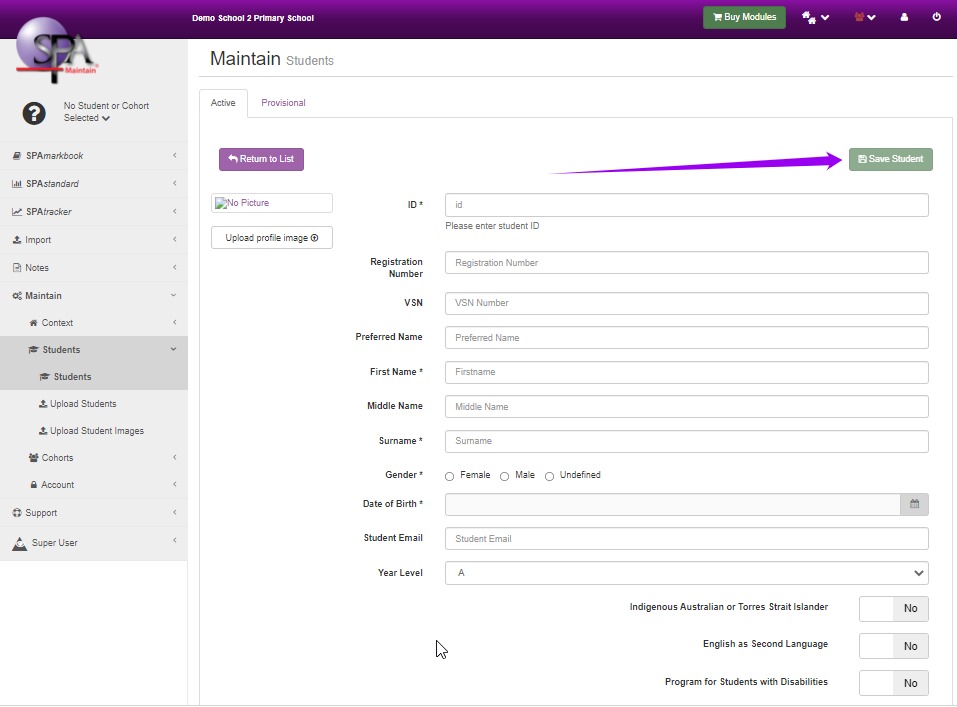 Demo School 2 Primary School
Buy Modules
SPA
Maintain
No Student or Cohort
Selected
SPAmarkbook
SPAstandard
SPAtracker
Import
Notes
Maintain
Context
Students
Students
Upload Students
Upload Student Images
Cohorts
Account
Support
Super User
Maintain Students
Active
Provisional
Return to List
Save Student
No Picture
Upload profile image
ID *
id
Please enter student ID
Registration
Number
Registration Number
VSN
VSN Number
Preferred Name
Preferred Name
First Name *
Firstname
Middle Name
Middle Name
Surname *
Surname
Gender *
Female
Male
Undefined
Date of Birth *
Student Email
Student Email
Year Level
A
Indigenous Australian or Torres Strait Islander
No
English as Second Language
No
Program for Students with Disabilities
No